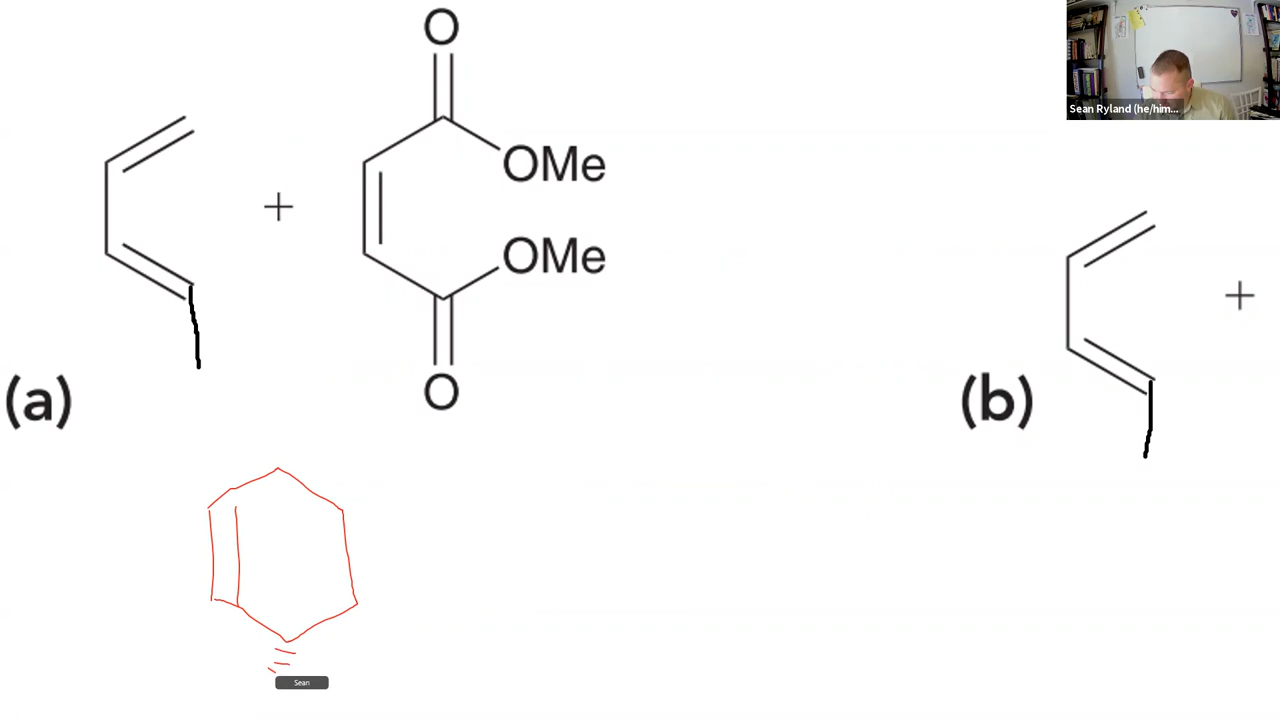 O
Sean Ryland (he/him...
+
OMe
OMe
+
O
(a)
(b)
Sean